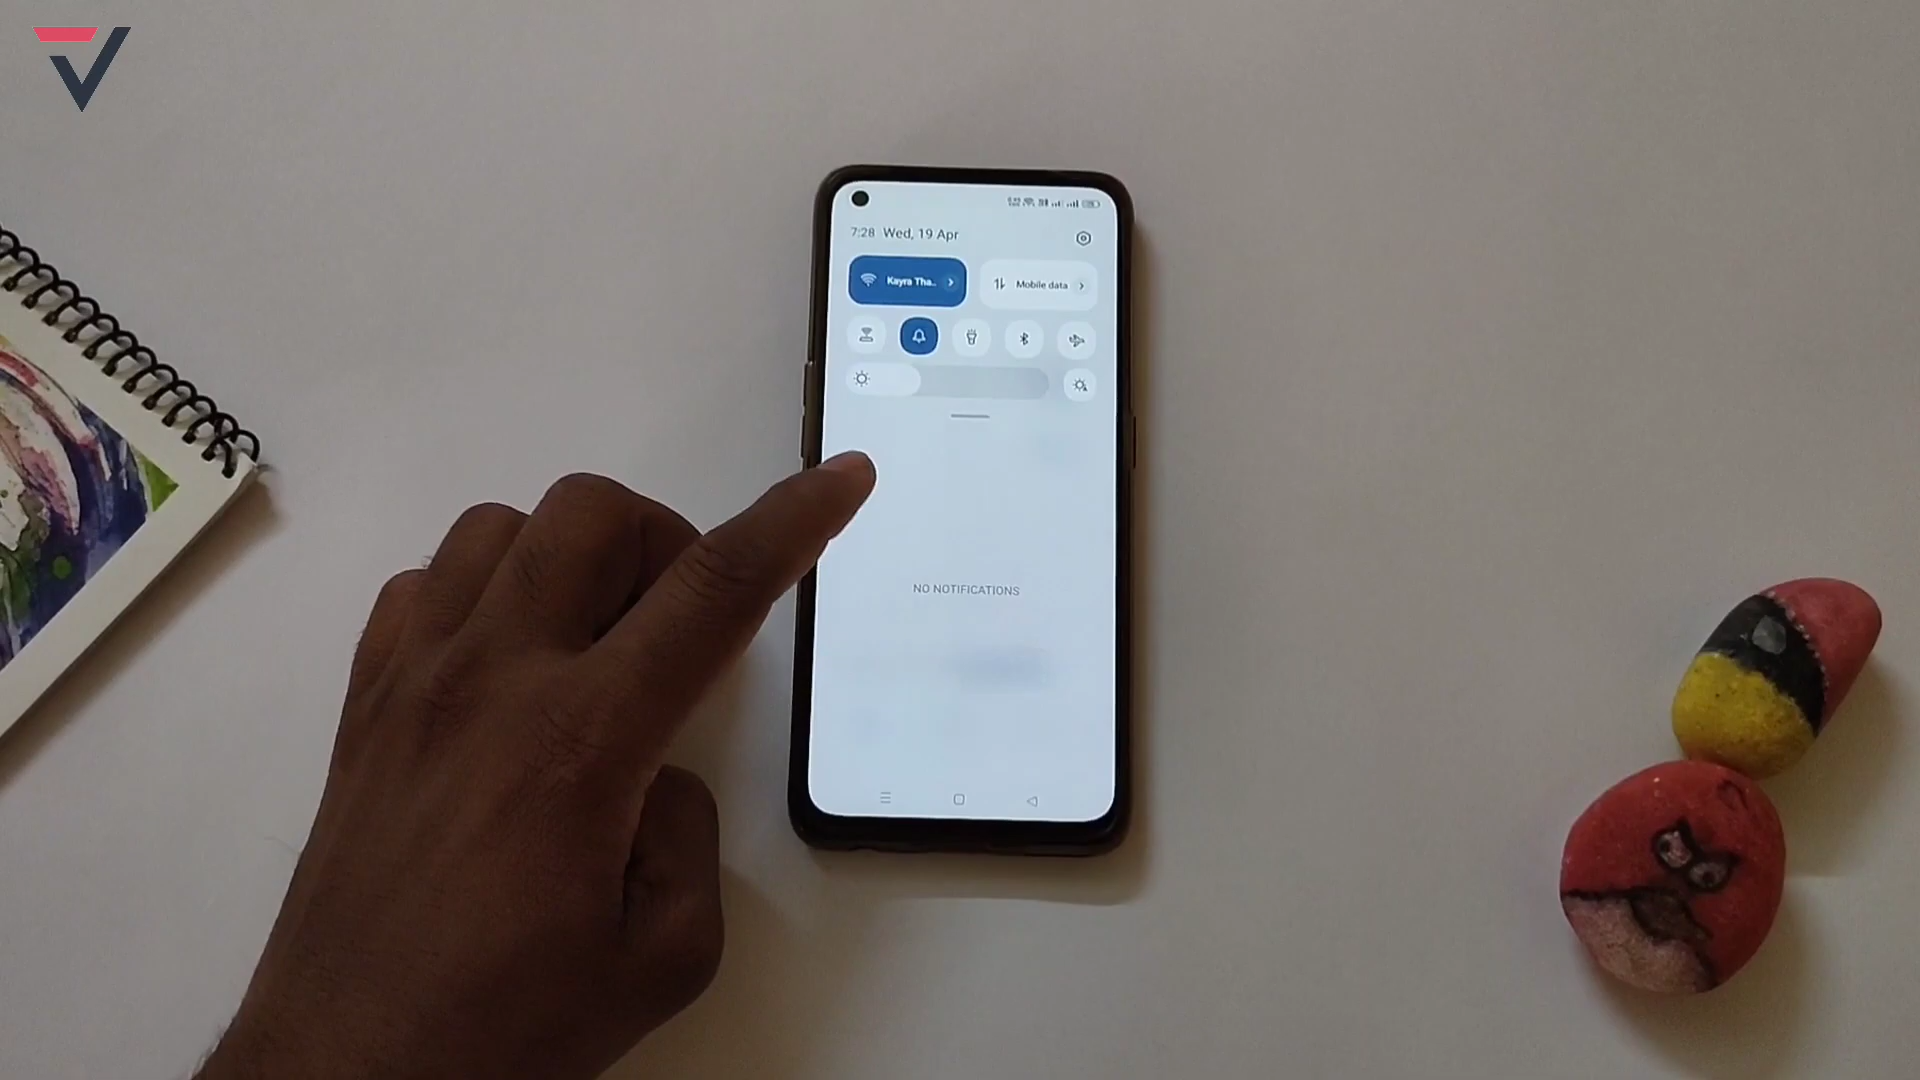 7:28 Wed, 19 Apr
Kayra Tha..
Mobile data
NO NOTIFICATIONS